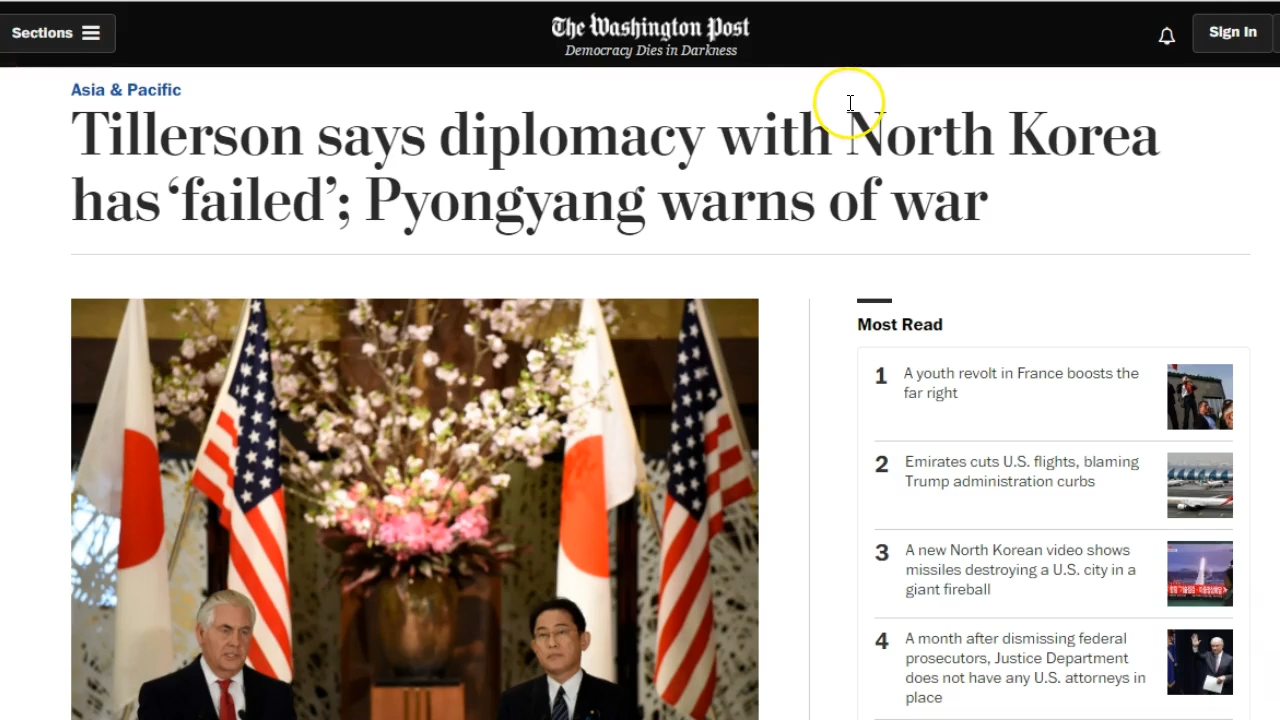 Sections
The Washington Post
Democracy Dies in Darkness
Sign In
Asia & Pacific
Tillerson says diplomacy with North Korea
has ‘failed’; Pyongyang warns of war
Most Read
1
A youth revolt in France boosts the
far right
2
Emirates cuts U.S. flights, blaming
Trump administration curbs
3
A new North Korean video shows
missiles destroying a U.S. city in a
giant fireball
4
A month after dismissing federal
prosecutors, Justice Department
does not have any U.S. attorneys in
place